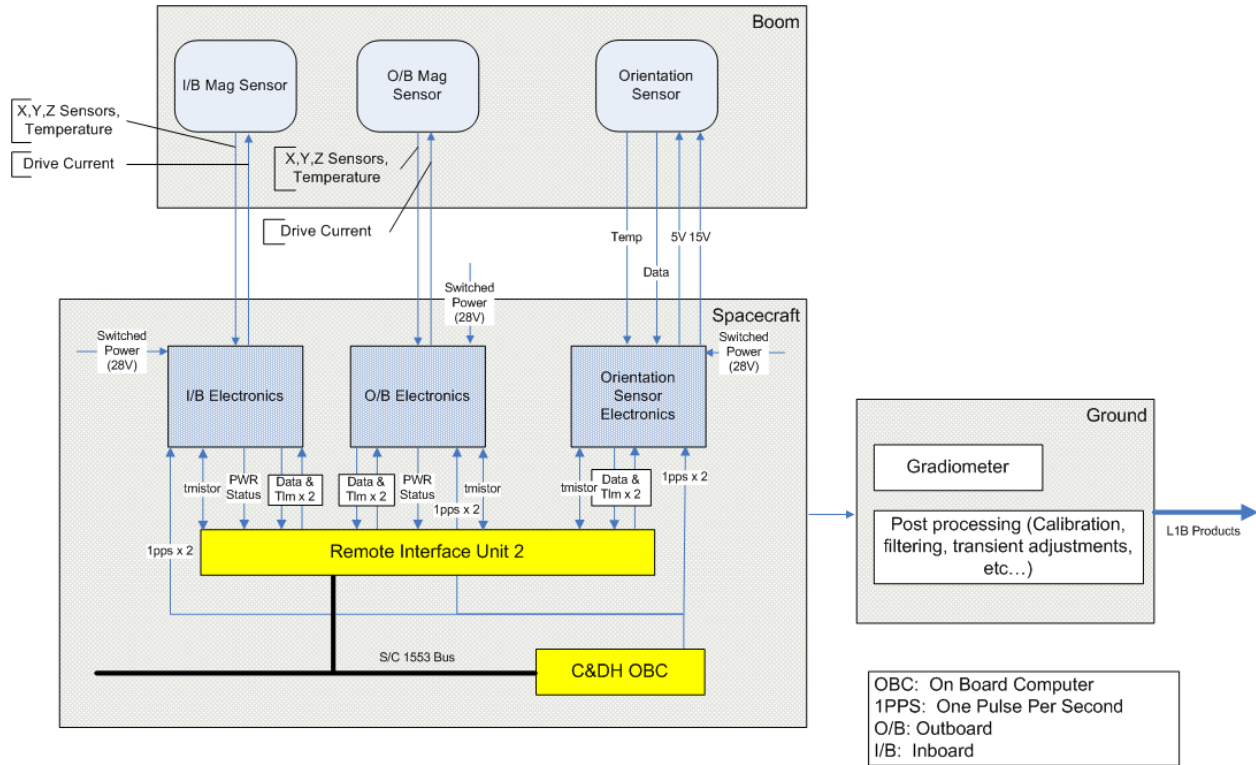 Boom
I/B Mag Sensor
O/B Mag
Sensor
Orientation
Sensor
X,Y,Z Sensors,
Temperature
Drive Current
X,Y,Z Sensors,
Temperature
Drive Current
Temp
Data
5V
15V
Spacecraft
Switched
Power
(28V)
Switched
Power
(28V)
Switched
Power
(28V)
I/B Electronics
O/B Electronics
Orientation
Sensor
Electronics
tmistor
PWR
Status
Data &
Tlm x 2
1pps x 2
Data &
Tlm x 2
PWR
Status
1pps x 2
tmistor
tmistor
Data &
Tlm x 2
1pps x 2
Remote Interface Unit 2
S/C 1553 Bus
C&DH OBC
Ground
Gradiometer
Post processing (Calibration,
filtering, transient adjustments,
etc…)
L1B Products
OBC: On Board Computer
1PPS: One Pulse Per Second
O/B: Outboard
I/B: Inboard